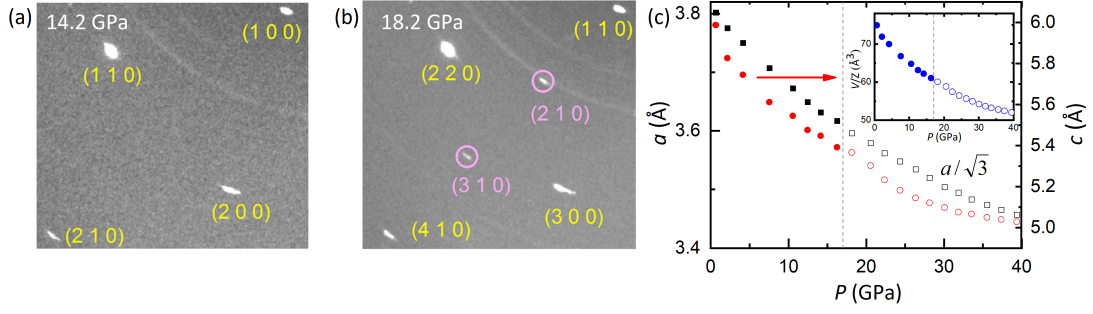 (a)
14.2 GPa
(1 0 0)
(1 1 0)
(2 0 0)
(2 1 0)
(b)
18.2 GPa
(1 1 0)
(2 2 0)
(2 1 0)
(3 1 0)
(3 0 0)
(4 1 0)
(c)
3.8
3.6
3.4
a (Å)
0
10
20
30
40
P (GPa)
6.0
5.8
5.6
5.4
5.2
5.0
c (Å)
a/√3
70
60
50
V/Z (Å³)
0
10
20
30
40
P (GPa)